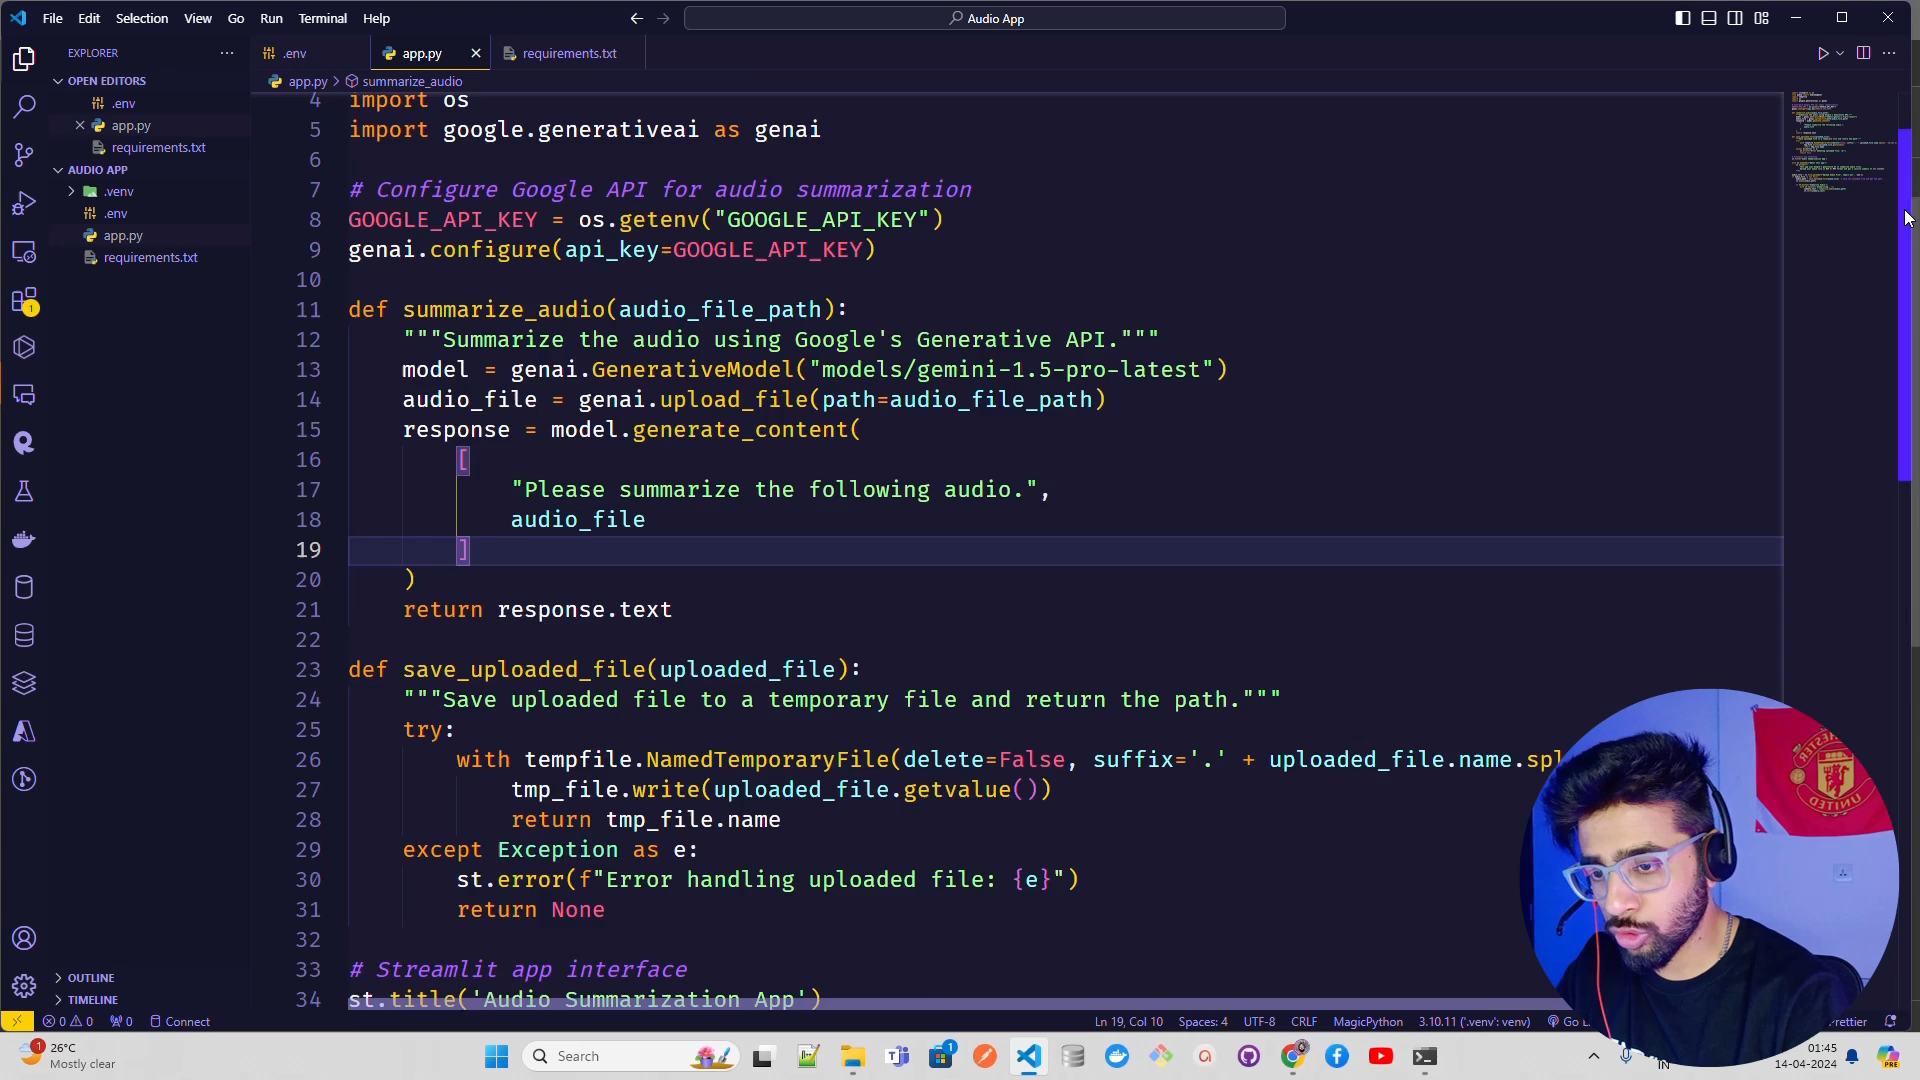 File Edit Selection View Go Run Terminal Help
Audio App
EXPLORER
OPEN EDITORS
.env
app.py
requirements.txt
AUDIO APP
.venv
.env
app.py
requirements.txt
OUTLINE
TIMELINE
.env app.py requirements.txt
app.py > summarize_audio
4 import os
5 import google.generativeai as genai
6
7 # Configure Google API for audio summarization
8 GOOGLE_API_KEY = os.getenv("GOOGLE_API_KEY")
9 genai.configure(api_key=GOOGLE_API_KEY)
10
11 def summarize_audio(audio_file_path):
12 """Summarize the audio using Google's Generative API."""
13 model = genai.GenerativeModel("models/gemini-1.5-pro-latest")
14 audio_file = genai.upload_file(path=audio_file_path)
15 response = model.generate_content(
16 [
17 "Please summarize the following audio.",
18 audio_file
19 ]
20 )
21 return response.text
22
23 def save_uploaded_file(uploaded_file):
24 """Save uploaded file to a temporary file and return the path."""
25 try:
26 with tempfile.NamedTemporaryFile(delete=False, suffix='.' + uploaded_file.name.spl
27 tmp_file.write(uploaded_file.getvalue())
28 return tmp_file.name
29 except Exception as e:
30 st.error(f"Error handling uploaded file: {e}")
31 return None
32
33 # Streamlit app interface
34 st.title('Audio Summarization App')
0 0 0 Connect Ln 19, Col 10 Spaces: 4 UTF-8 CRLF MagicPython 3.10.11 ('.venv': venv)
26°C
Mostly clear
Search
IN
01:45
14-04-2024